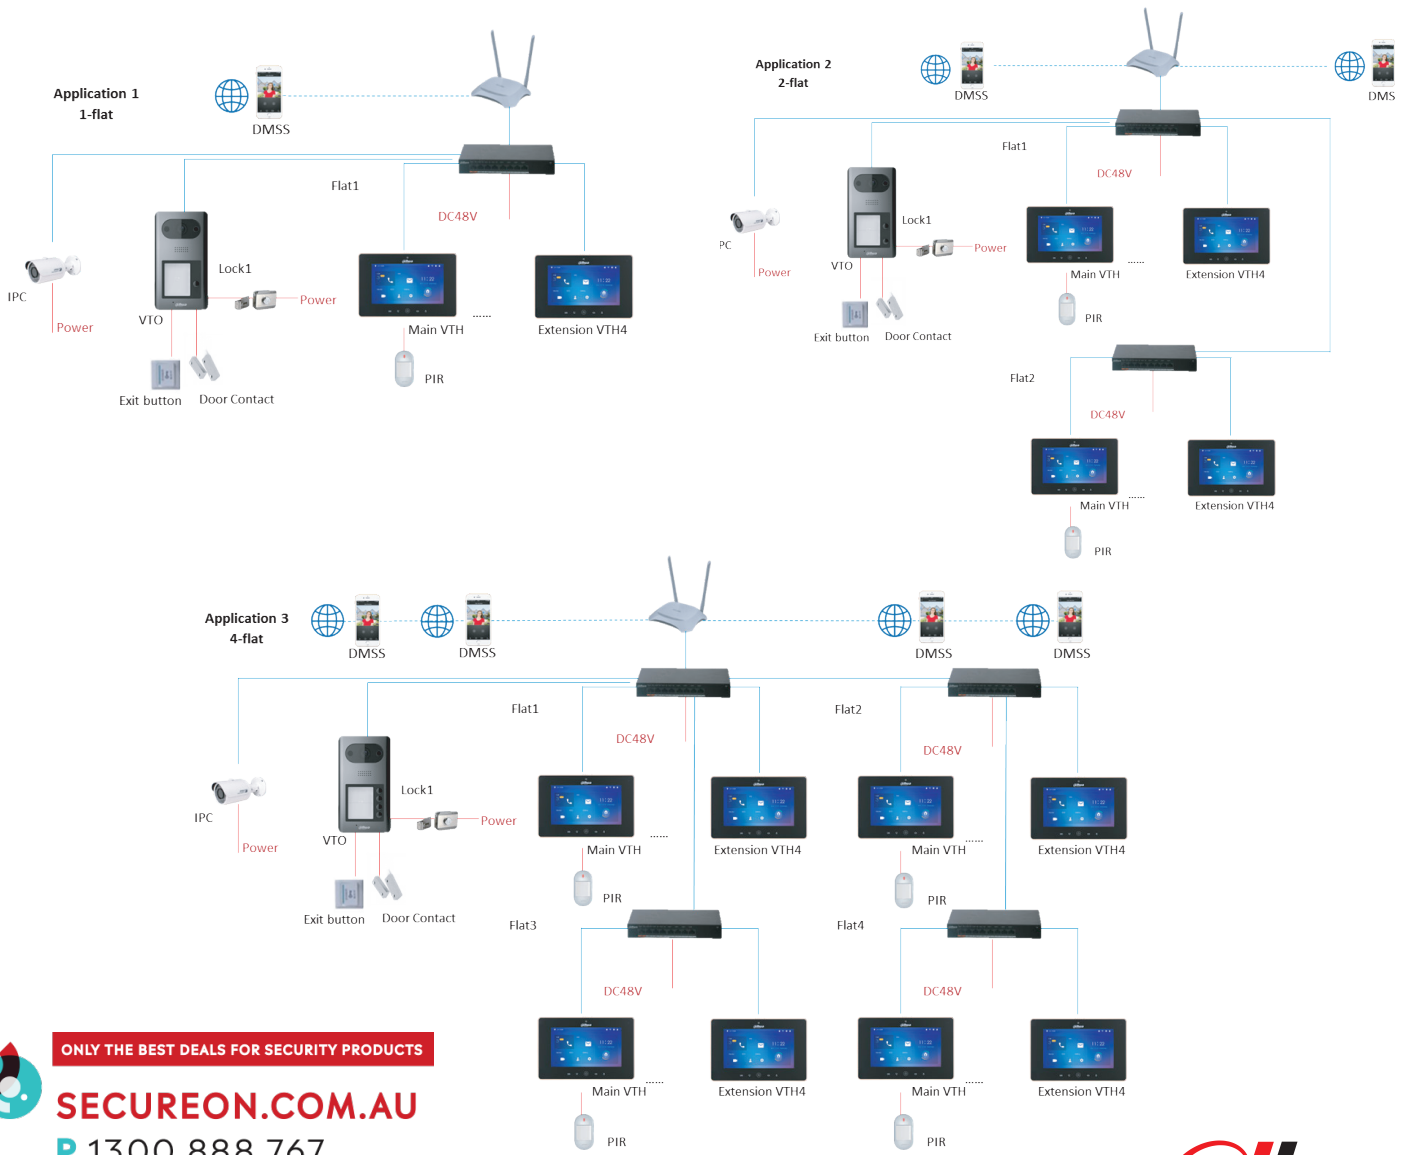 Application 1
1-flat
DMSS
Flat1
DC48V
IPC
Power
VTO
Lock1
Power
Exit button
Door Contact
Main VTH
......
Extension VTH4
PIR
Application 2
2-flat
DMSS
DMS
Flat1
DC48V
PC
Power
VTO
Lock1
Power
Exit button
Door Contact
Main VTH
......
Extension VTH4
PIR
Flat2
DC48V
Main VTH
......
Extension VTH4
PIR
Application 3
4-flat
DMSS
DMSS
DMSS
DMSS
Flat1
DC48V
Flat2
DC48V
IPC
Power
VTO
Lock1
Power
Exit button
Door Contact
Main VTH
......
Extension VTH4
PIR
Main VTH
......
Extension VTH4
PIR
Flat3
DC48V
Flat4
DC48V
Main VTH
......
Extension VTH4
PIR
Main VTH
......
Extension VTH4
PIR
ONLY THE BEST DEALS FOR SECURITY PRODUCTS
SECUREON.COM.AU
P 1300 888 767